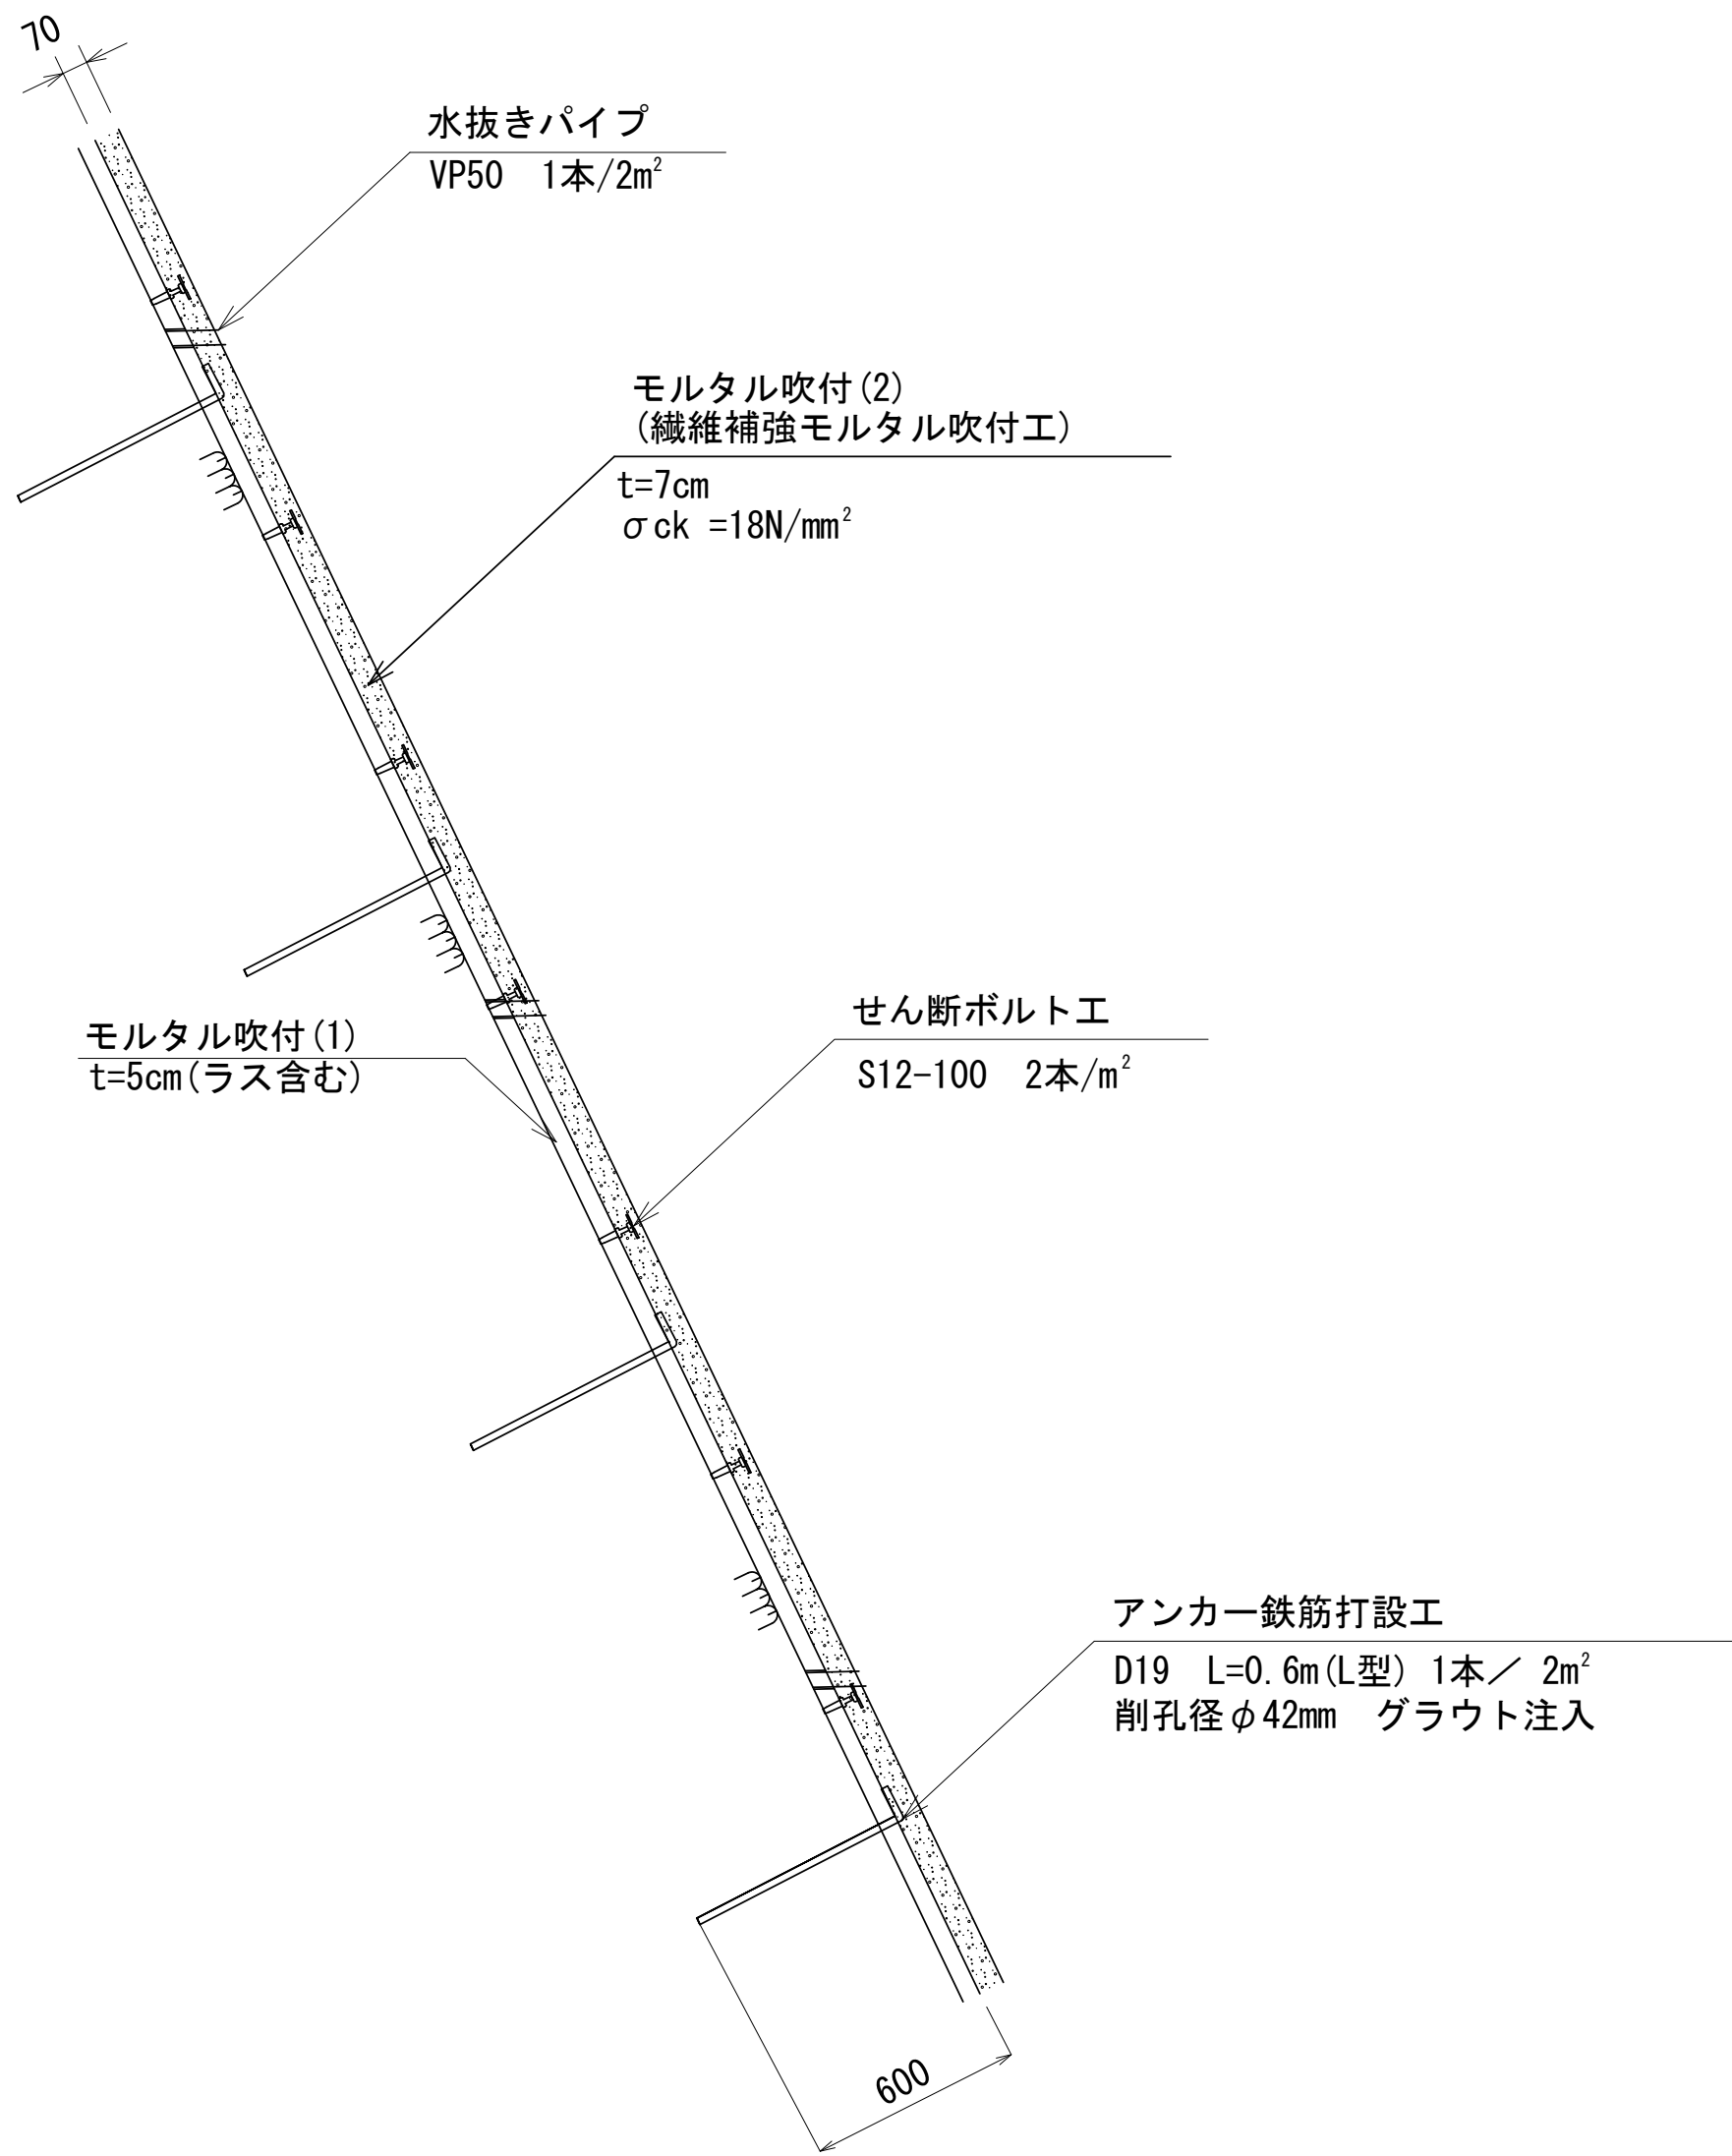 70
水抜きパイプ
VP50　1本/2m²
モルタル吹付(2)
(繊維補強モルタル吹付工)
t=7cm
σck =18N/mm²
モルタル吹付(1)
t=5cm(ラス含む)
せん断ボルト工
S12-100　2本/m²
アンカー鉄筋打設工
D19　L=0.6m(L型) 1本／ 2m²
削孔径φ42mm　グラウト注入
600